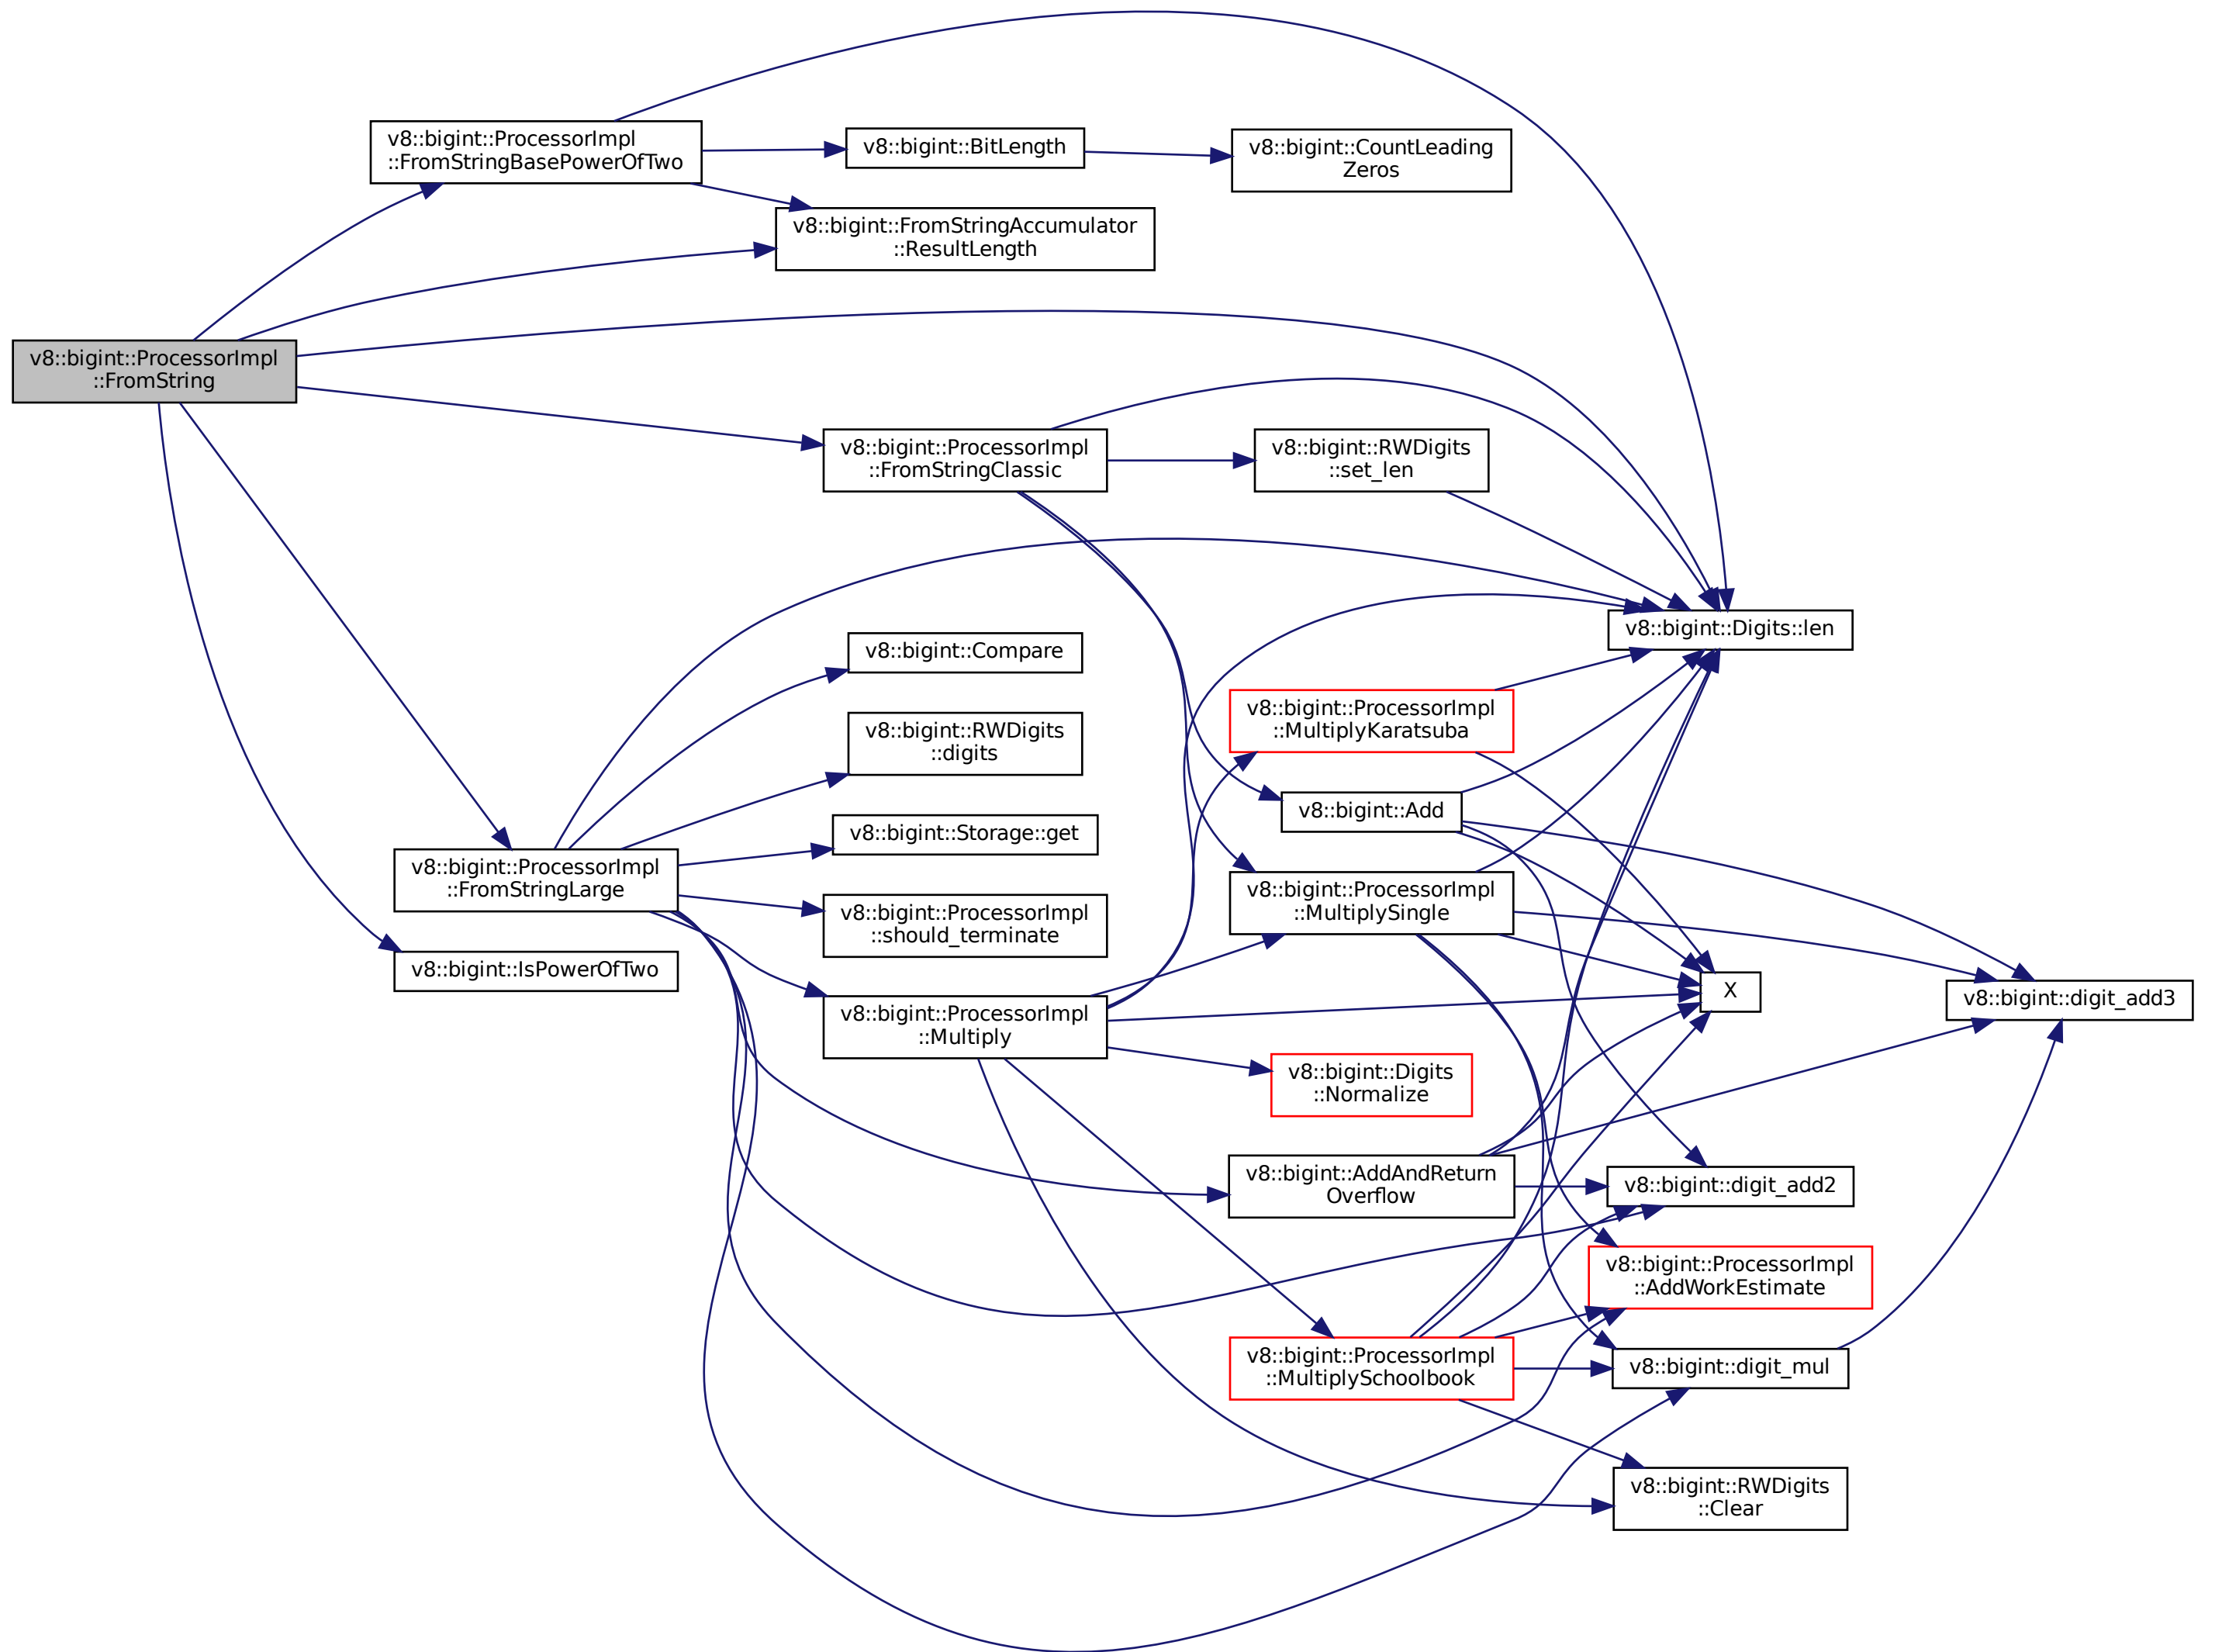 v8::bigint::ProcessorImpl
::FromString
v8::bigint::ProcessorImpl
::FromStringBasePowerOfTwo
v8::bigint::BitLength
v8::bigint::CountLeading
Zeros
v8::bigint::FromStringAccumulator
::ResultLength
v8::bigint::ProcessorImpl
::FromStringClassic
v8::bigint::RWDigits
::set_len
v8::bigint::Digits::len
v8::bigint::Compare
v8::bigint::RWDigits
::digits
v8::bigint::Storage::get
v8::bigint::ProcessorImpl
::FromStringLarge
v8::bigint::ProcessorImpl
::should_terminate
v8::bigint::IsPowerOfTwo
v8::bigint::ProcessorImpl
::Multiply
v8::bigint::ProcessorImpl
::MultiplyKaratsuba
v8::bigint::Add
v8::bigint::ProcessorImpl
::MultiplySingle
X
v8::bigint::digit_add3
v8::bigint::Digits
::Normalize
v8::bigint::AddAndReturn
Overflow
v8::bigint::digit_add2
v8::bigint::ProcessorImpl
::AddWorkEstimate
v8::bigint::ProcessorImpl
::MultiplySchoolbook
v8::bigint::digit_mul
v8::bigint::RWDigits
::Clear